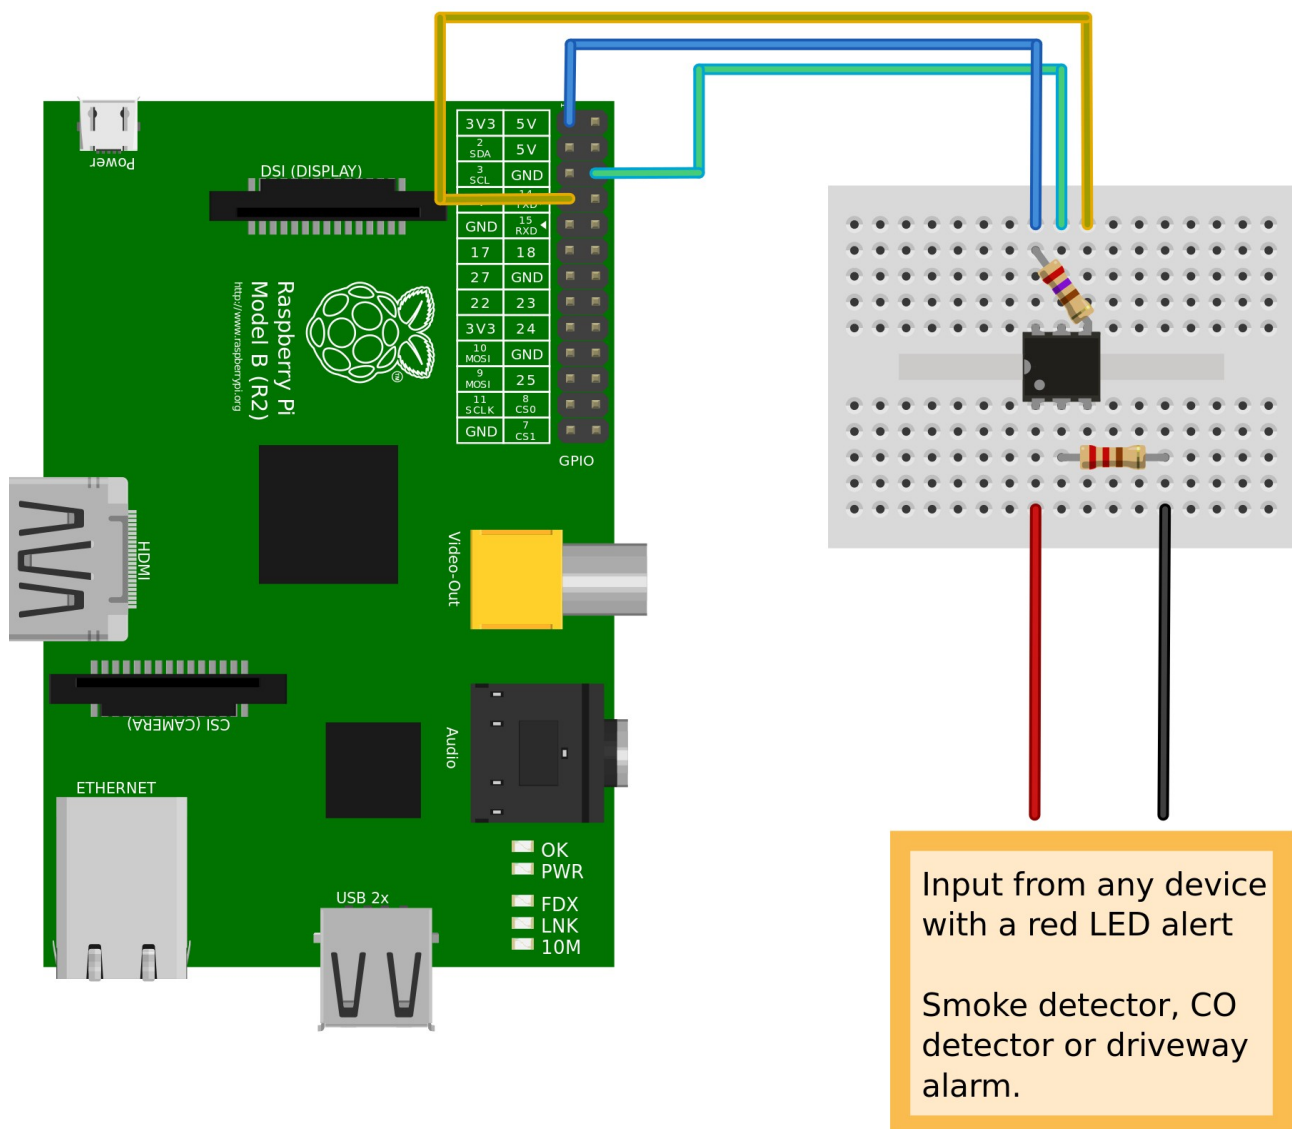 Power
DSI (DISPLAY)
3V3 5V
2 SDA 5V
3 SCL GND
14 TXD
GND 15 RXD
17 18
27 GND
22 23
3V3 24
10 MOSI GND
9 MOSI 25
11 SCLK 8 CS0
GND 7 CS1
GPIO
Raspberry Pi
Model B (R2)
http://www.raspberrypi.org
HDMI
Video-Out
CSI (CAMERA)
Audio
ETHERNET
USB 2x
OK
PWR
FDX
LNK
10M
Input from any device
with a red LED alert
Smoke detector, CO
detector or driveway
alarm.